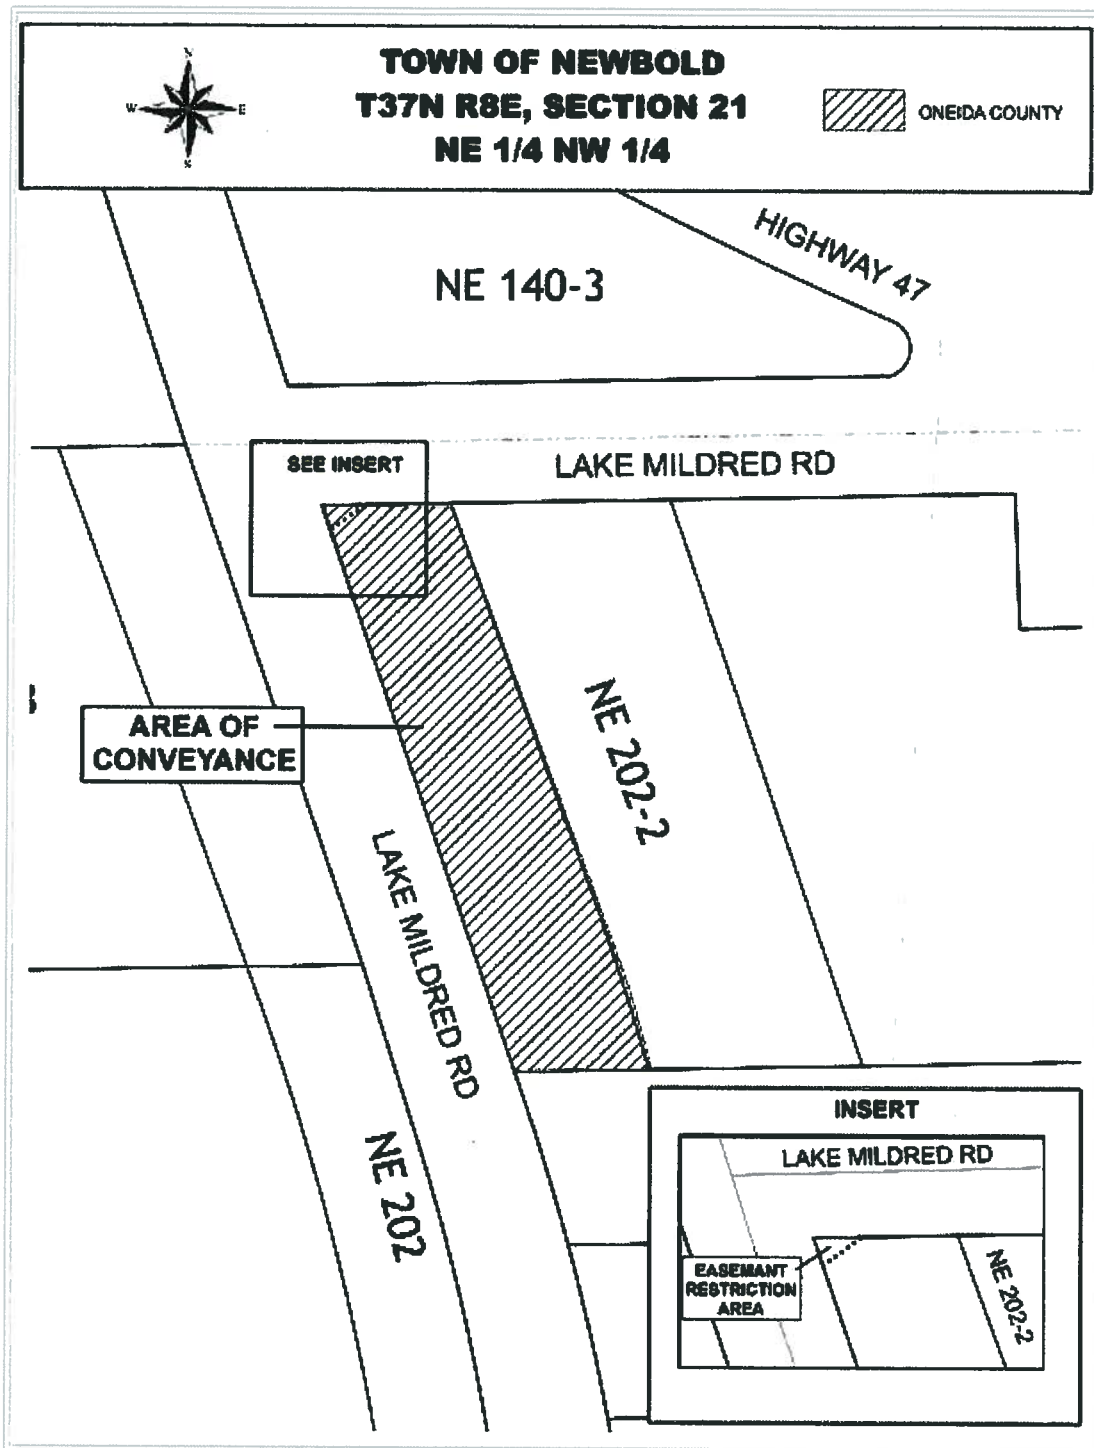 N
W
E
S
TOWN OF NEWBOLD
T37N R8E, SECTION 21
NE 1/4 NW 1/4
ONEIDA COUNTY
HIGHWAY 47
NE 140-3
SEE INSERT
LAKE MILDRED RD
AREA OF
CONVEYANCE
NE 202-2
LAKE MILDRED RD
NE 202
INSERT
LAKE MILDRED RD
EASEMANT
RESTRICTION
AREA
NE 202-2